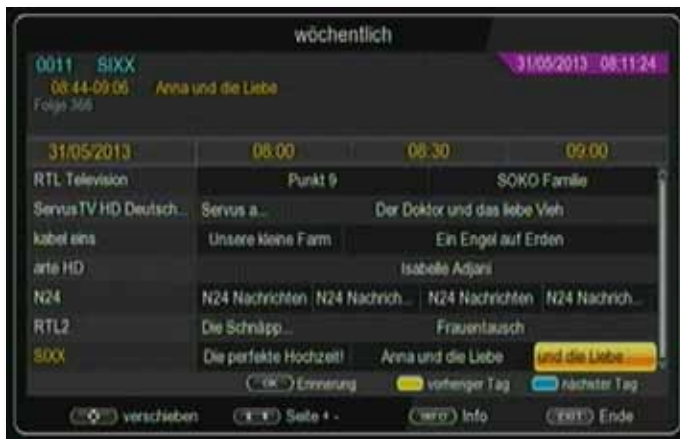 wöchentlich
0011 SIXX 31/05/2013 08:11:24
08:44-09:06 Anna und die Liebe
Folge 366
31/05/2013 08:00 08:30 09:00
RTL Television Punkt 9 SOKO Familie
ServusTV HD Deutsch... Servus a... Der Doktor und das liebe Vieh
kabel eins Unsere kleine Farm Ein Engel auf Erden
arte HD Isabelle Adjani
N24 N24 Nachrichten N24 Nachrich... N24 Nachrichten N24 Nachrich...
RTL2 Die Schnäpp... Frauentausch
SIXX Die perfekte Hochzeit! Anna und die Liebe und die Liebe
OK Erinnerung vorheriger Tag nächster Tag
verschieben Seite + - INFO Info EXIT Ende